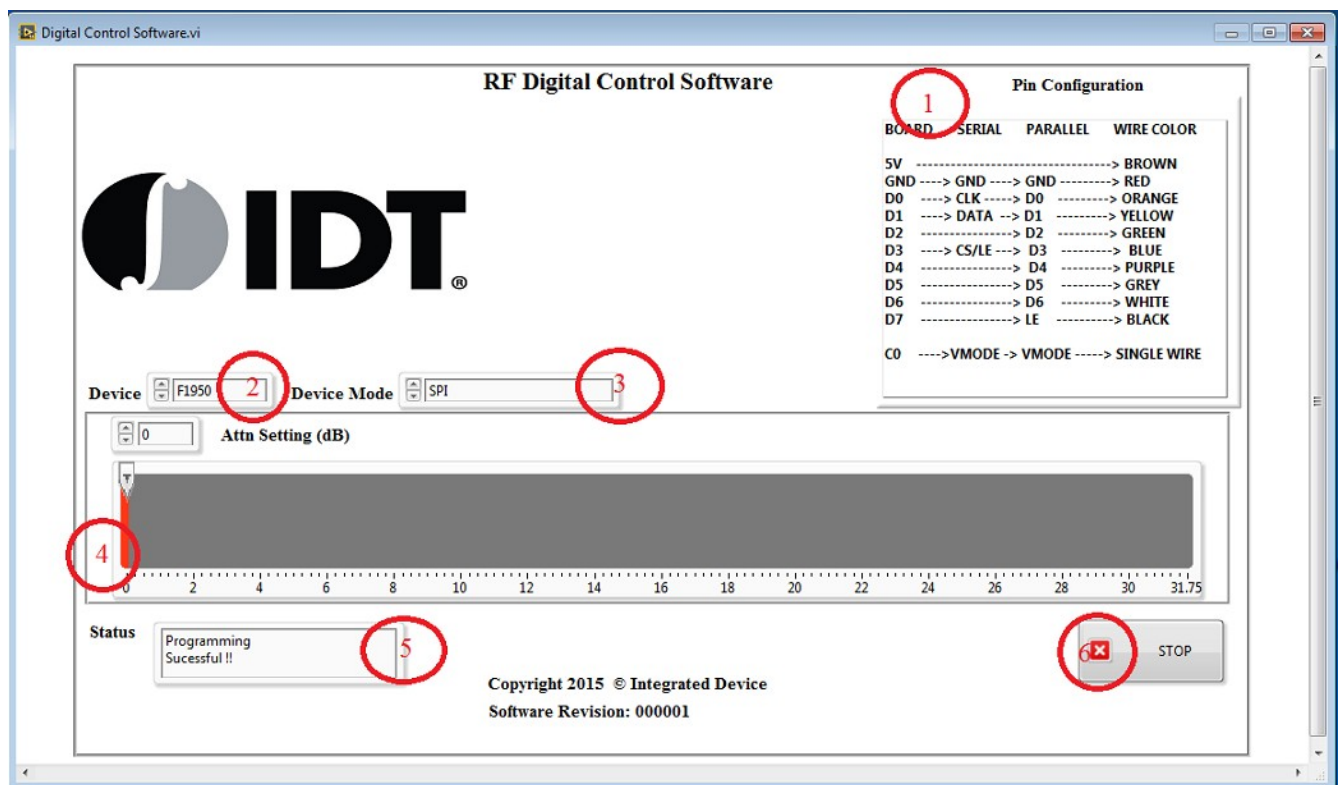 Digital Control Software.vi
RF Digital Control Software
Pin Configuration
1
BOARD SERIAL PARALLEL WIRE COLOR
5V ----------------------------------> BROWN
GND ----> GND ----> GND ---------> RED
D0 ----> CLK -----> D0 ---------> ORANGE
D1 ----> DATA --> D1 ---------> YELLOW
D2 ----------------> D2 ---------> GREEN
D3 ----> CS/LE ---> D3 ---------> BLUE
D4 ----------------> D4 ---------> PURPLE
D5 ----------------> D5 ---------> GREY
D6 ----------------> D6 ---------> WHITE
D7 ----------------> LE ----------> BLACK
C0 ---->VMODE -> VMODE -----> SINGLE WIRE
IDT®
Device F1950 2 Device Mode SPI 3
0 Attn Setting (dB)
4
0 2 4 6 8 10 12 14 16 18 20 22 24 26 28 30 31.75
Status
Programming
Sucessful !!
5
6 STOP
Copyright 2015 © Integrated Device
Software Revision: 000001